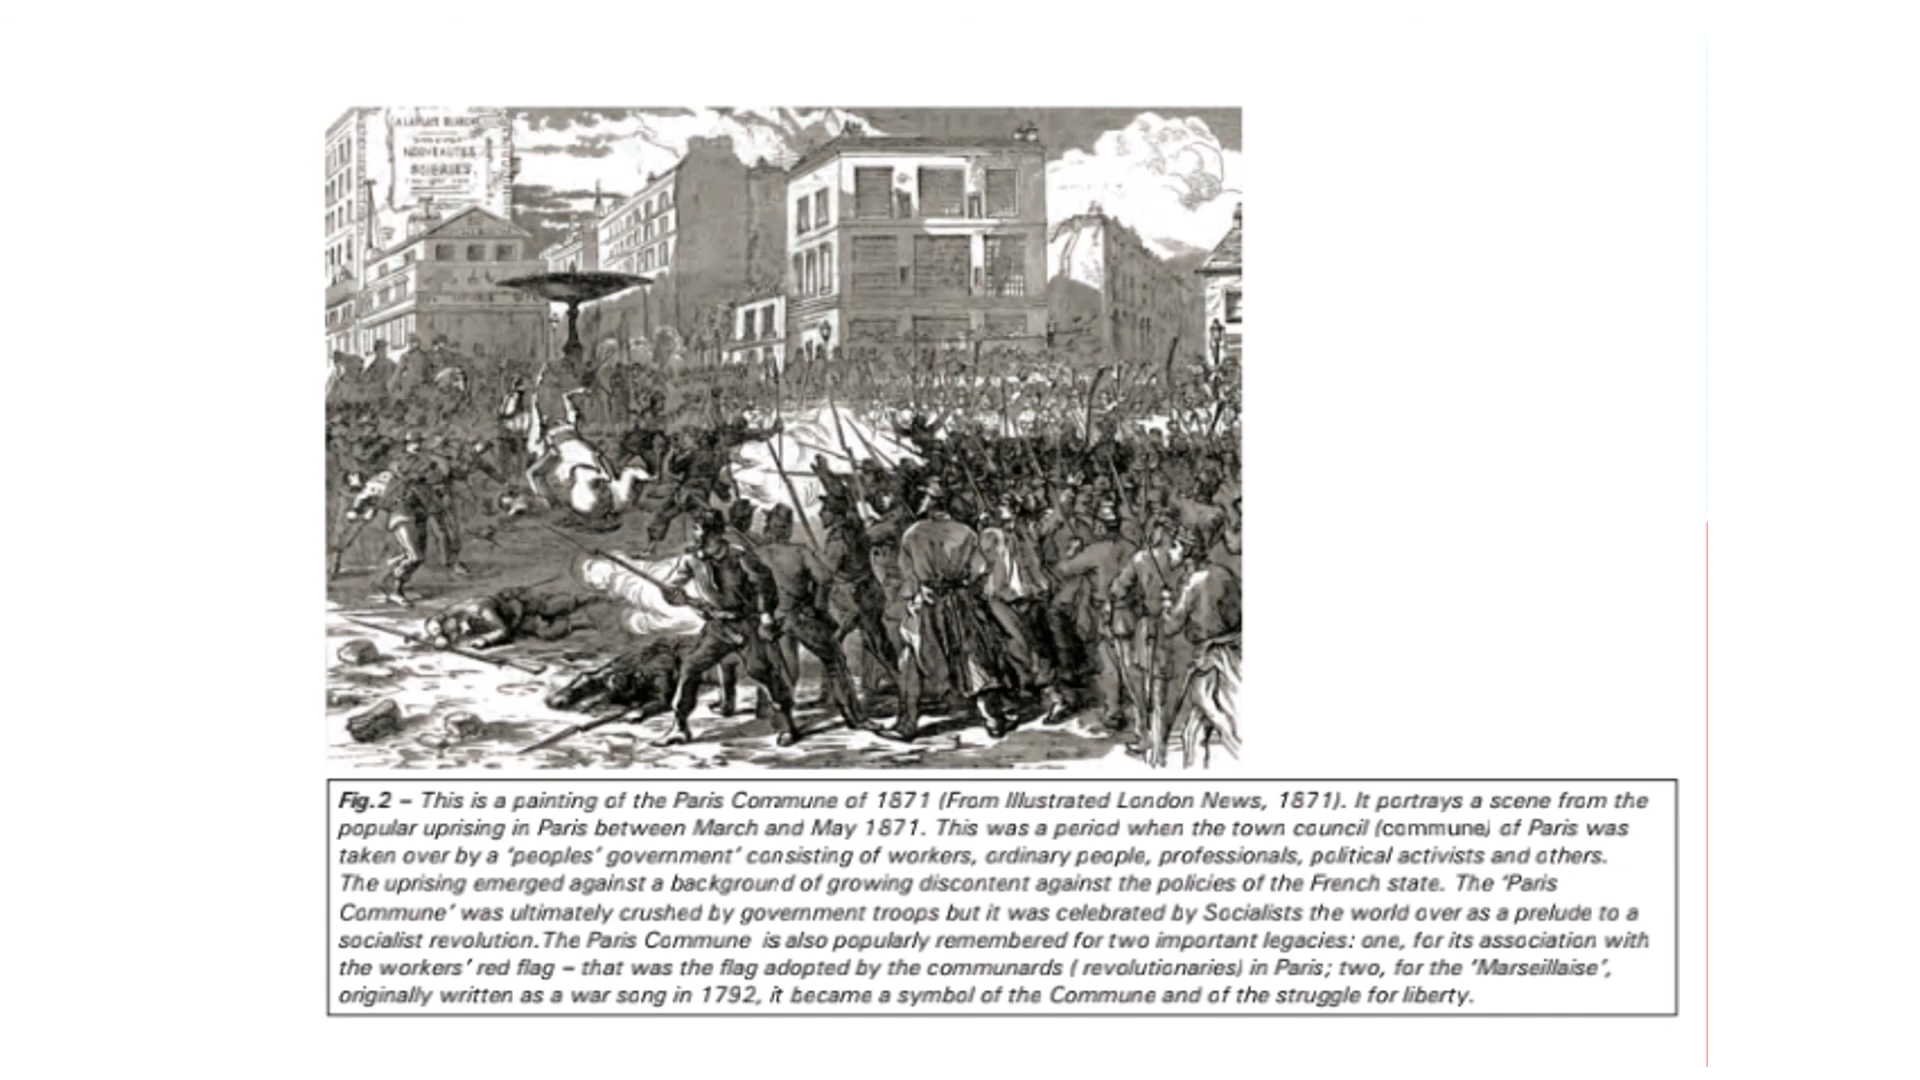 NOUVEAUTES
SOIERIES
Fig.2 – This is a painting of the Paris Commune of 1871 (From Illustrated London News, 1871). It portrays a scene from the
popular uprising in Paris between March and May 1871. This was a period when the town council (commune) of Paris was
taken over by a ‘peoples’ government’ consisting of workers, ordinary people, professionals, political activists and others.
The uprising emerged against a background of growing discontent against the policies of the French state. The ‘Paris
Commune’ was ultimately crushed by government troops but it was celebrated by Socialists the world over as a prelude to a
socialist revolution.The Paris Commune is also popularly remembered for two important legacies: one, for its association with
the workers’ red flag – that was the flag adopted by the communards ( revolutionaries) in Paris; two, for the ‘Marseillaise’,
originally written as a war song in 1792, it became a symbol of the Commune and of the struggle for liberty.